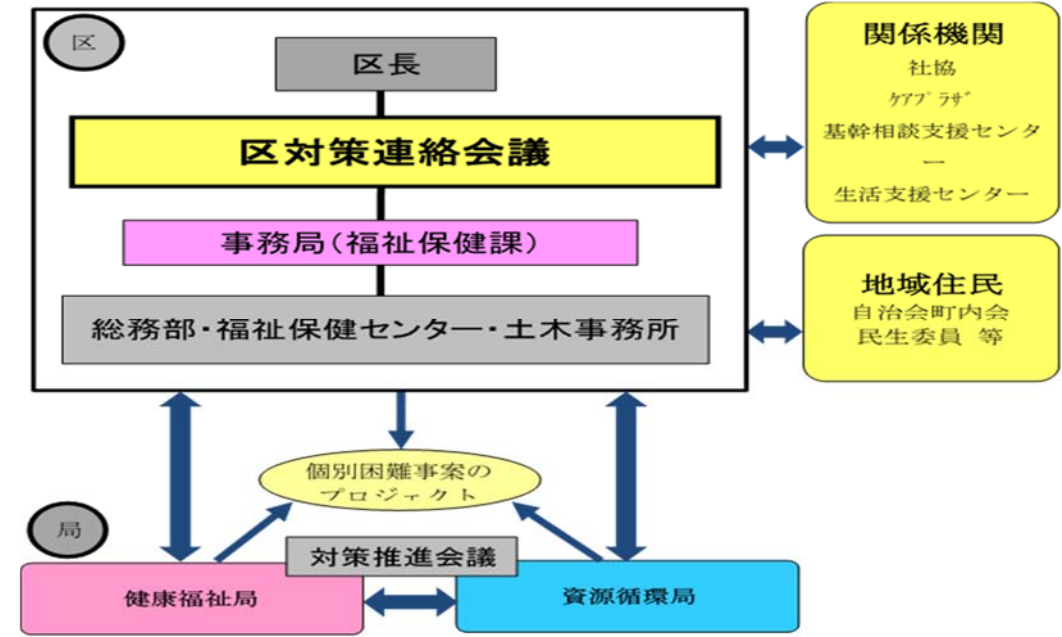 区
区長
区対策連絡会議
事務局（福祉保健課）
総務部・福祉保健センター・土木事務所
関係機関
社協
ｹｱﾌﾟﾗｻﾞ
基幹相談支援センタ
ー
生活支援センター
地域住民
自治会町内会
民生委員 等
個別困難事案の
プロジェクト
局
対策推進会議
健康福祉局
資源循環局